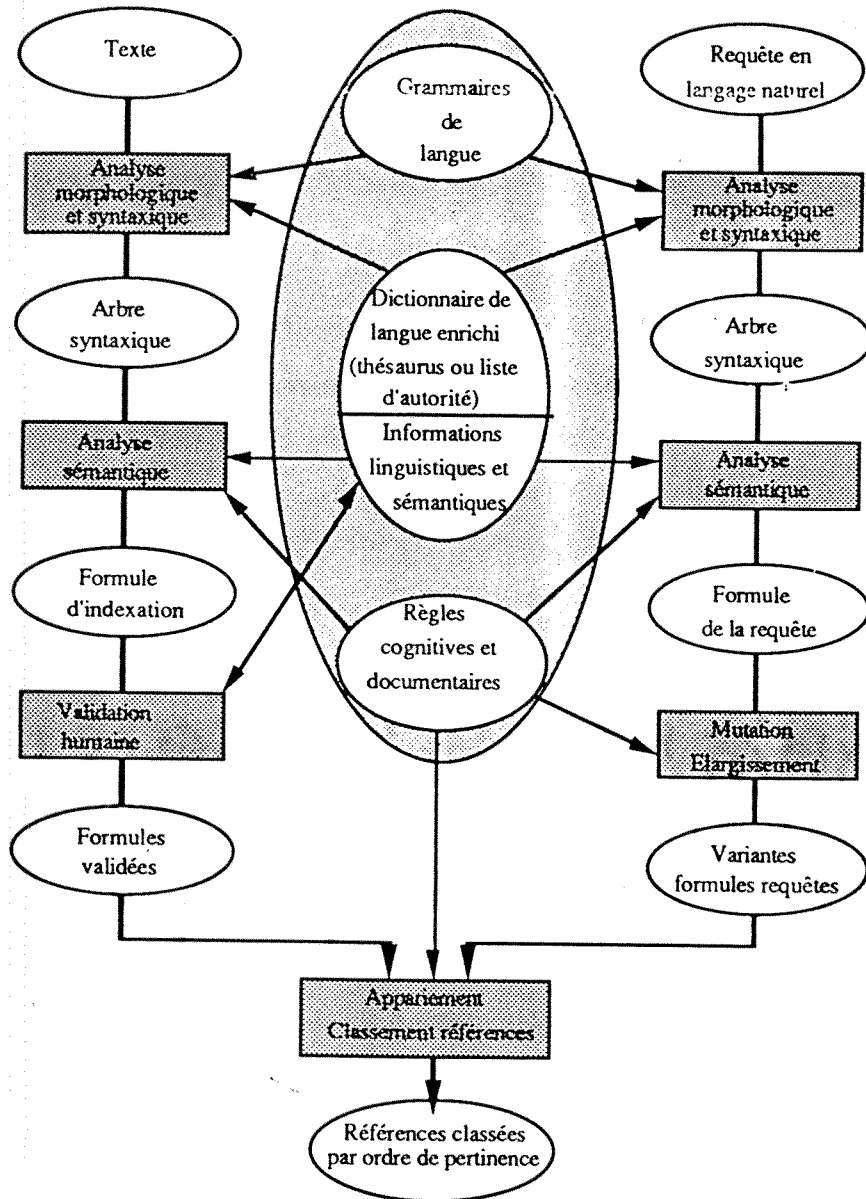 Texte
Grammaires
de
langue
Requête en
langage naturel
Analyse
morphologique
et syntaxique
Analyse
morphologique
et syntaxique
Arbre
syntaxique
Dictionnaire de
langue enrichi
(thésaurus ou liste
d'autorité)
Informations
linguistiques et
sémantiques
Arbre
syntaxique
Analyse
sémantique
Analyse
sémantique
Formule
d'indexation
Règles
cognitives et
documentaires
Formule
de la requête
Validation
humaine
Mutation
Elargissement
Formules
validées
Variantes
formules requêtes
Appariement
Classement références
Références classées
par ordre de pertinence